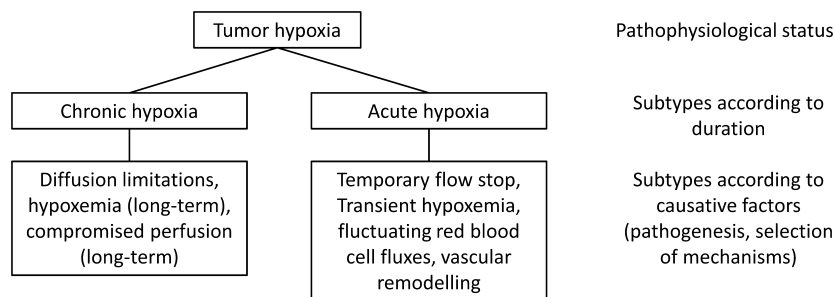 Tumor hypoxia
Pathophysiological status
Chronic hypoxia
Acute hypoxia
Subtypes according to
duration
Diffusion limitations,
hypoxemia (long-term),
compromised perfusion
(long-term)
Temporary flow stop,
Transient hypoxemia,
fluctuating red blood
cell fluxes, vascular
remodelling
Subtypes according to
causative factors
(pathogenesis, selection
of mechanisms)